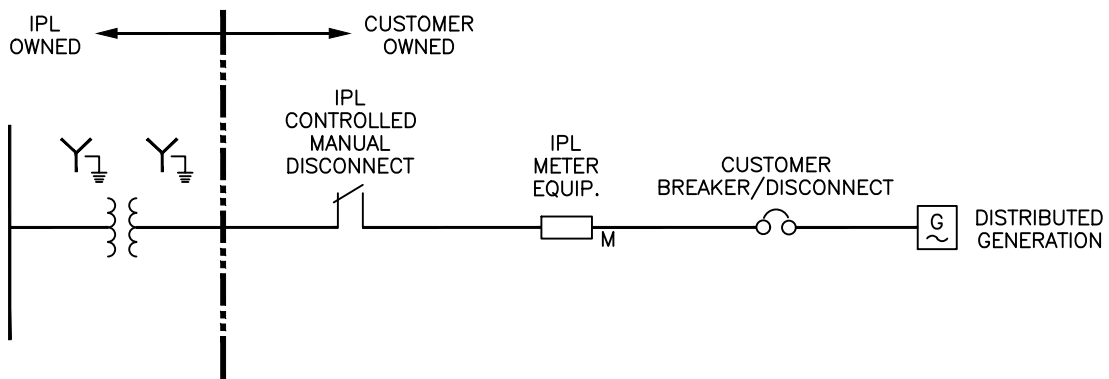 IPL
OWNED
CUSTOMER
OWNED
IPL
CONTROLLED
MANUAL
DISCONNECT
IPL
METER
EQUIP.
M
CUSTOMER
BREAKER/DISCONNECT
G
DISTRIBUTED
GENERATION